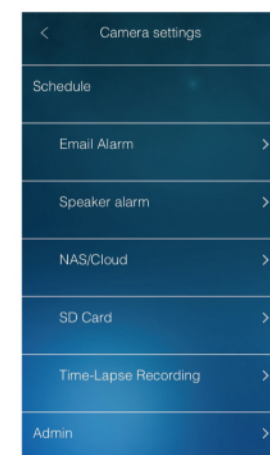 Camera settings
Schedule
Email Alarm
Speaker alarm
NAS/Cloud
SD Card
Time-Lapse Recording
Admin